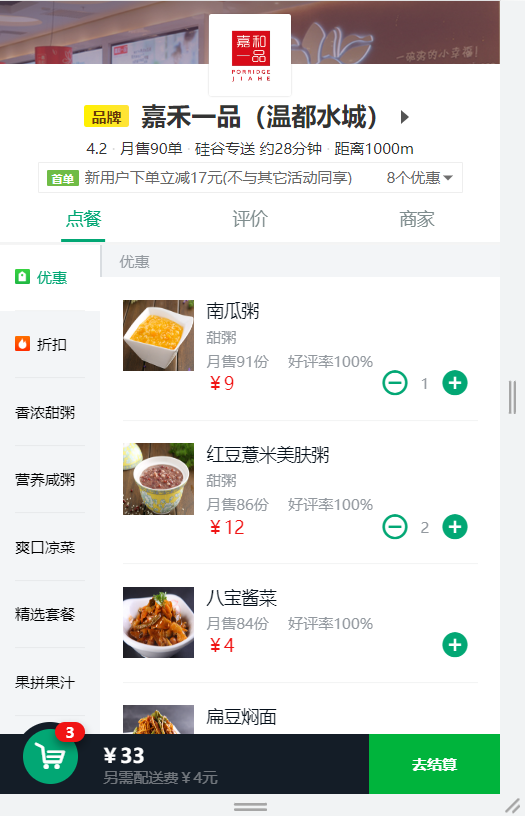 一碗粥的小幸福!
嘉和
一品
PORRIDGE
JIAHE
品牌 嘉禾一品（温都水城）
4.2 · 月售90单 · 硅谷专送 约28分钟 · 距离1000m
首单 新用户下单立减17元(不与其它活动同享) 8个优惠
点餐 评价 商家
优惠
优惠
折扣
香浓甜粥
营养咸粥
爽口凉菜
精选套餐
果拼果汁
南瓜粥
甜粥
月售91份 好评率100%
￥9 1
红豆薏米美肤粥
甜粥
月售86份 好评率100%
￥12 2
八宝酱菜
月售84份 好评率100%
￥4
扁豆焖面
3
￥33
另需配送费￥4元
去结算